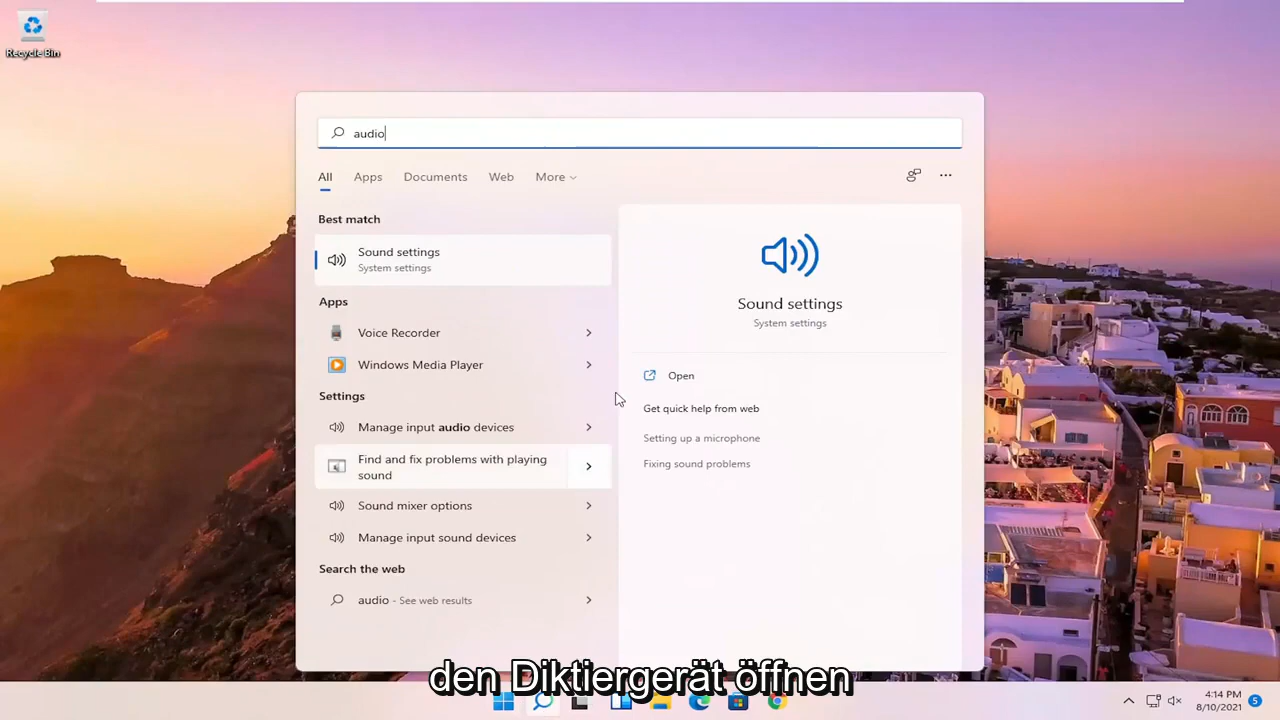 Recycle Bin
audio
All Apps Documents Web More
Best match
Sound settings
System settings
Apps
Voice Recorder
Windows Media Player
Settings
Manage input audio devices
Find and fix problems with playing
sound
Sound mixer options
Manage input sound devices
Search the web
audio - See web results
Sound settings
System settings
Open
Get quick help from web
Setting up a microphone
Fixing sound problems
den Diktiergerät öffnen
4:14 PM
8/10/2021
5